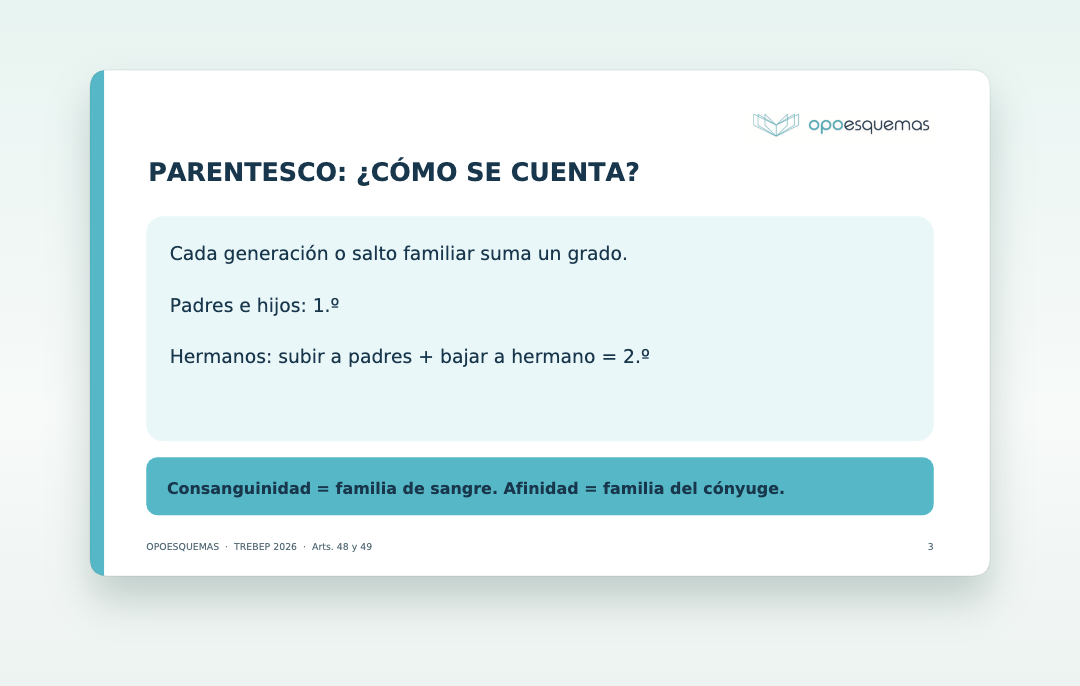 opoesquemas
PARENTESCO: ¿CÓMO SE CUENTA?
Cada generación o salto familiar suma un grado.
Padres e hijos: 1.º
Hermanos: subir a padres + bajar a hermano = 2.º
Consanguinidad = familia de sangre. Afinidad = familia del cónyuge.
OPOESQUEMAS · TREBEP 2026 · Arts. 48 y 49
3